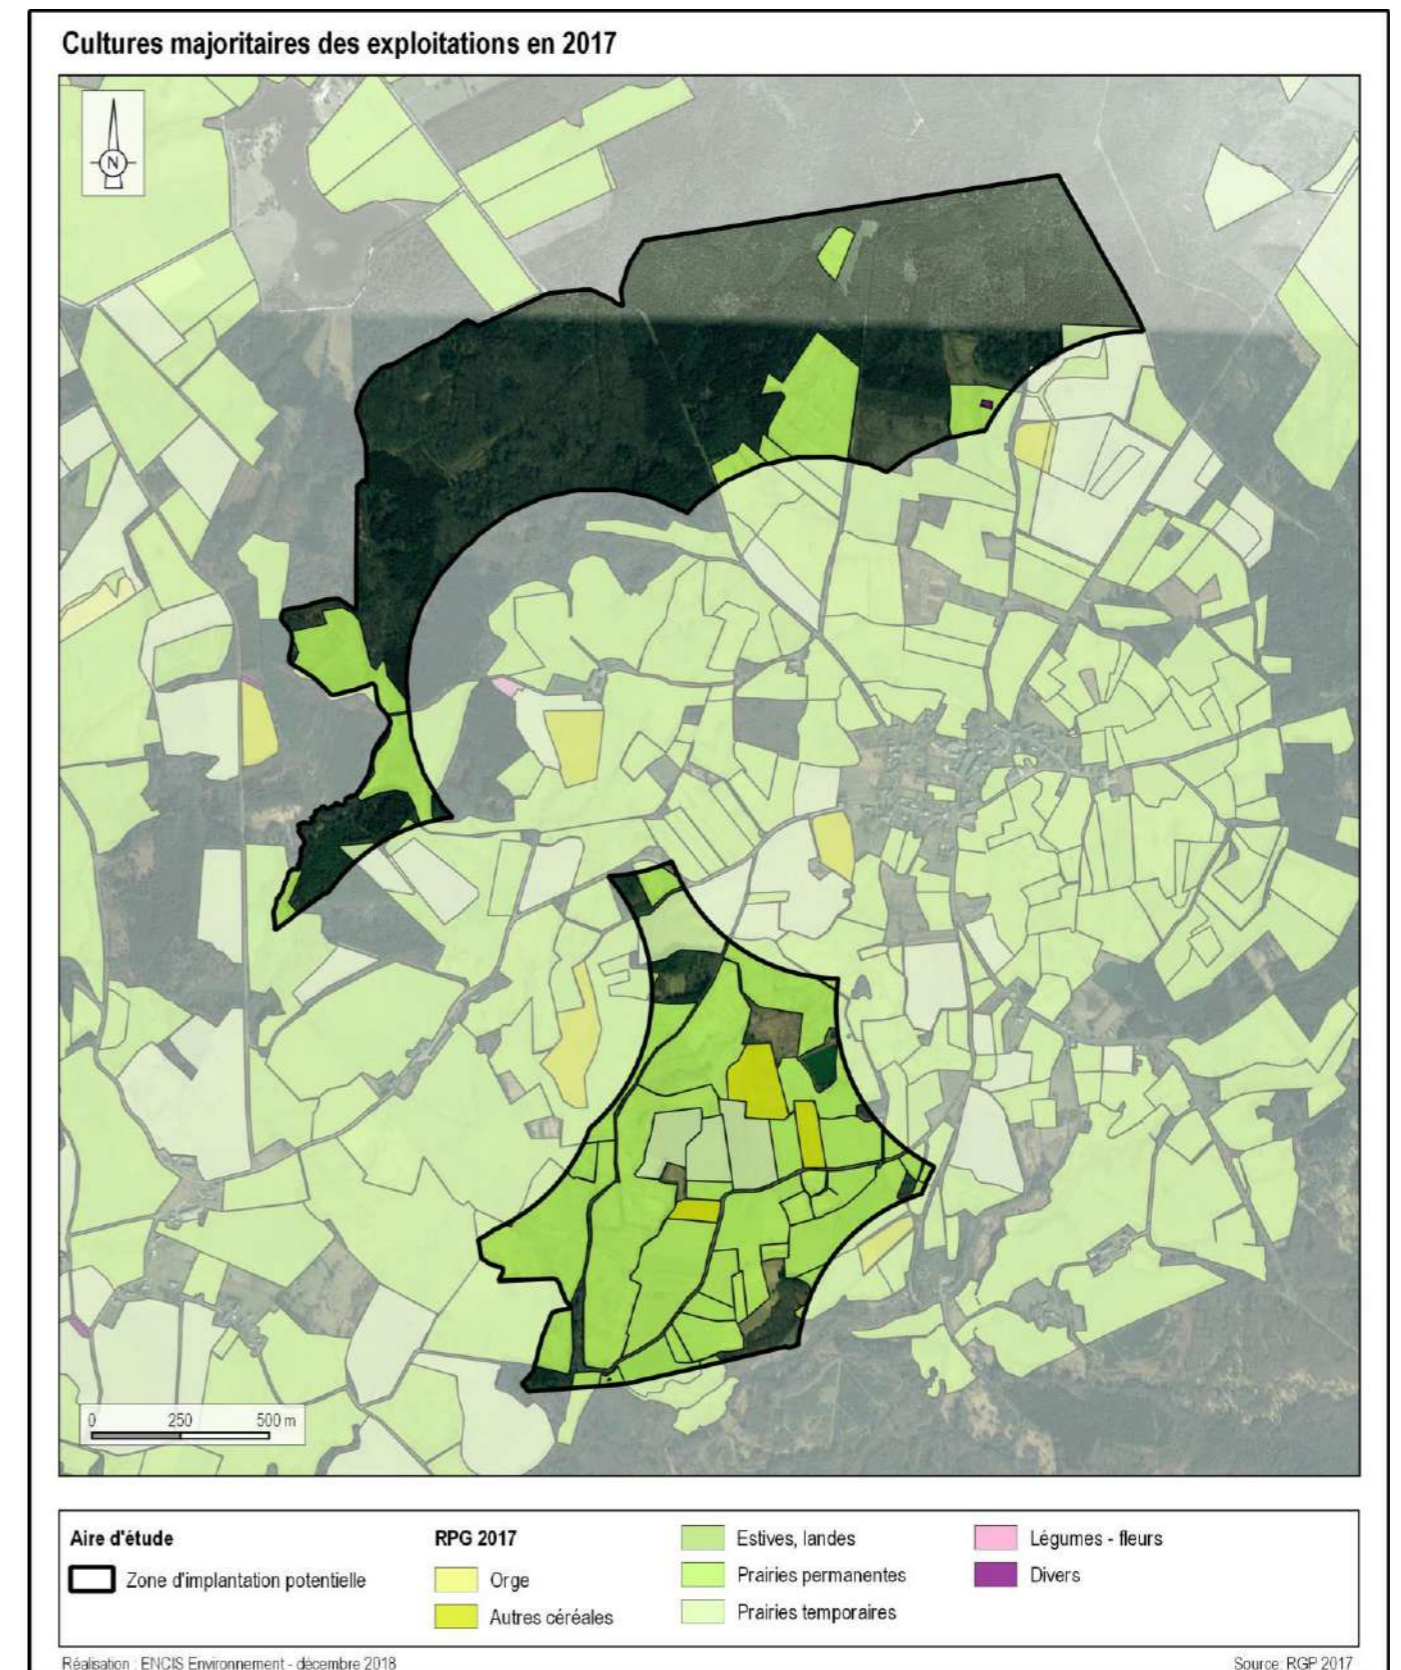 Cultures majoritaires des exploitations en 2017
N
0 250 500 m
Aire d'étude
Zone d'implantation potentielle
RPG 2017
Orge
Autres céréales
Estives, landes
Prairies permanentes
Prairies temporaires
Légumes - fleurs
Divers
Réalisation : ENCIS Environnement - décembre 2018
Source: RGP 2017